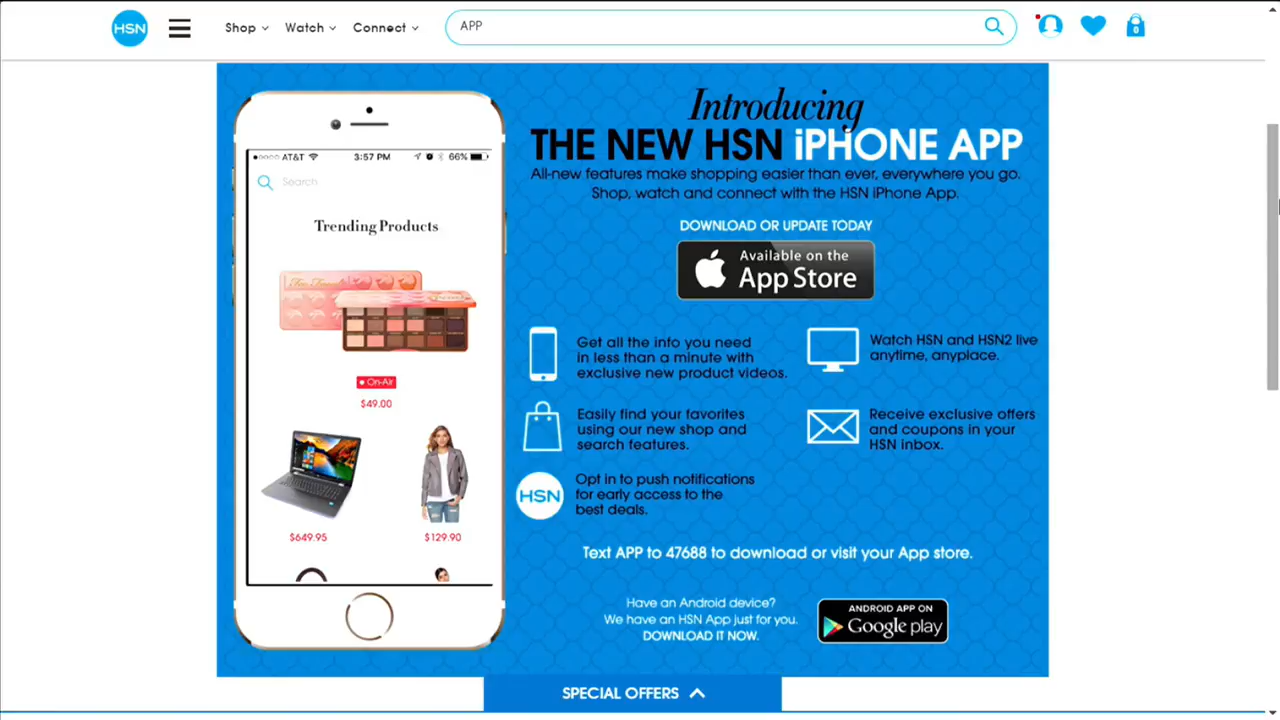 HSN
Shop
Watch
Connect
APP
0
AT&T
3:57 PM
66%
Search
Trending Products
On-Air
$49.00
$649.95
$129.90
Introducing
THE NEW HSN iPHONE APP
All-new features make shopping easier than ever, everywhere you go.
Shop, watch and connect with the HSN iPhone App.
DOWNLOAD OR UPDATE TODAY
Available on the
App Store
Get all the info you need
in less than a minute with
exclusive new product videos.
Watch HSN and HSN2 live
anytime, anyplace.
Easily find your favorites
using our new shop and
search features.
Receive exclusive offers
and coupons in your
HSN inbox.
HSN
Opt in to push notifications
for early access to the
best deals.
Text APP to 47688 to download or visit your App store.
Have an Android device?
We have an HSN App just for you.
DOWNLOAD IT NOW.
ANDROID APP ON
Google play
SPECIAL OFFERS